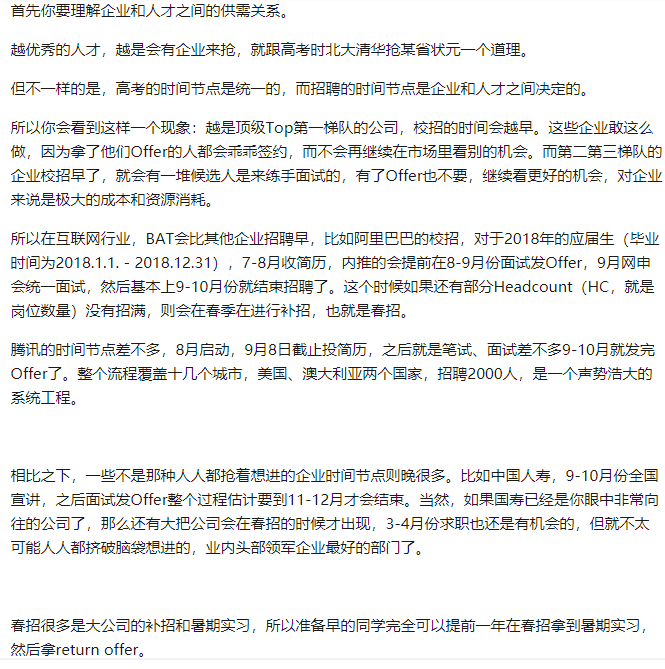 首先你要理解企业和人才之间的供需关系。
越优秀的人才，越是会有企业来抢，就跟高考时北大清华抢某省状元一个道理。
但不一样的是，高考的时间节点是统一的，而招聘的时间节点是企业和人才之间决定的。
所以你会看到这样一个现象：越是顶级Top第一梯队的公司，校招的时间会越早。这些企业敢这么
做，因为拿了他们Offer的人都会乖乖签约，而不会再继续在市场里看别的机会。而第二第三梯队的
企业校招早了，就会有一堆候选人是来练手面试的，有了Offer也不要，继续看更好的机会，对企业
来说是极大的成本和资源消耗。
所以在互联网行业，BAT会比其他企业招聘早，比如阿里巴巴的校招，对于2018年的应届生（毕业
时间为2018.1.1. - 2018.12.31），7-8月收简历，内推的会提前在8-9月份面试发Offer，9月网申
会统一面试，然后基本上9-10月份就结束招聘了。这个时候如果还有部分Headcount（HC，就是
岗位数量）没有招满，则会在春季在进行补招，也就是春招。
腾讯的时间节点差不多，8月启动，9月8日截止投简历，之后就是笔试、面试差不多9-10月就发完
Offer了。整个流程覆盖十几个城市，美国、澳大利亚两个国家，招聘2000人，是一个声势浩大的
系统工程。
相比之下，一些不是那种人人都抢着想进的企业时间节点则晚很多。比如中国人寿，9-10月份全国
宣讲，之后面试发Offer整个过程估计要到11-12月才会结束。当然，如果国寿已经是你眼中非常向
往的公司了，那么还有大把公司会在春招的时候才出现，3-4月份求职也还是有机会的，但就不太
可能人人都挤破脑袋想进的，业内头部领军企业最好的部门了。
春招很多是大公司的补招和暑期实习，所以准备早的同学完全可以提前一年在春招拿到暑期实习，
然后拿return offer。